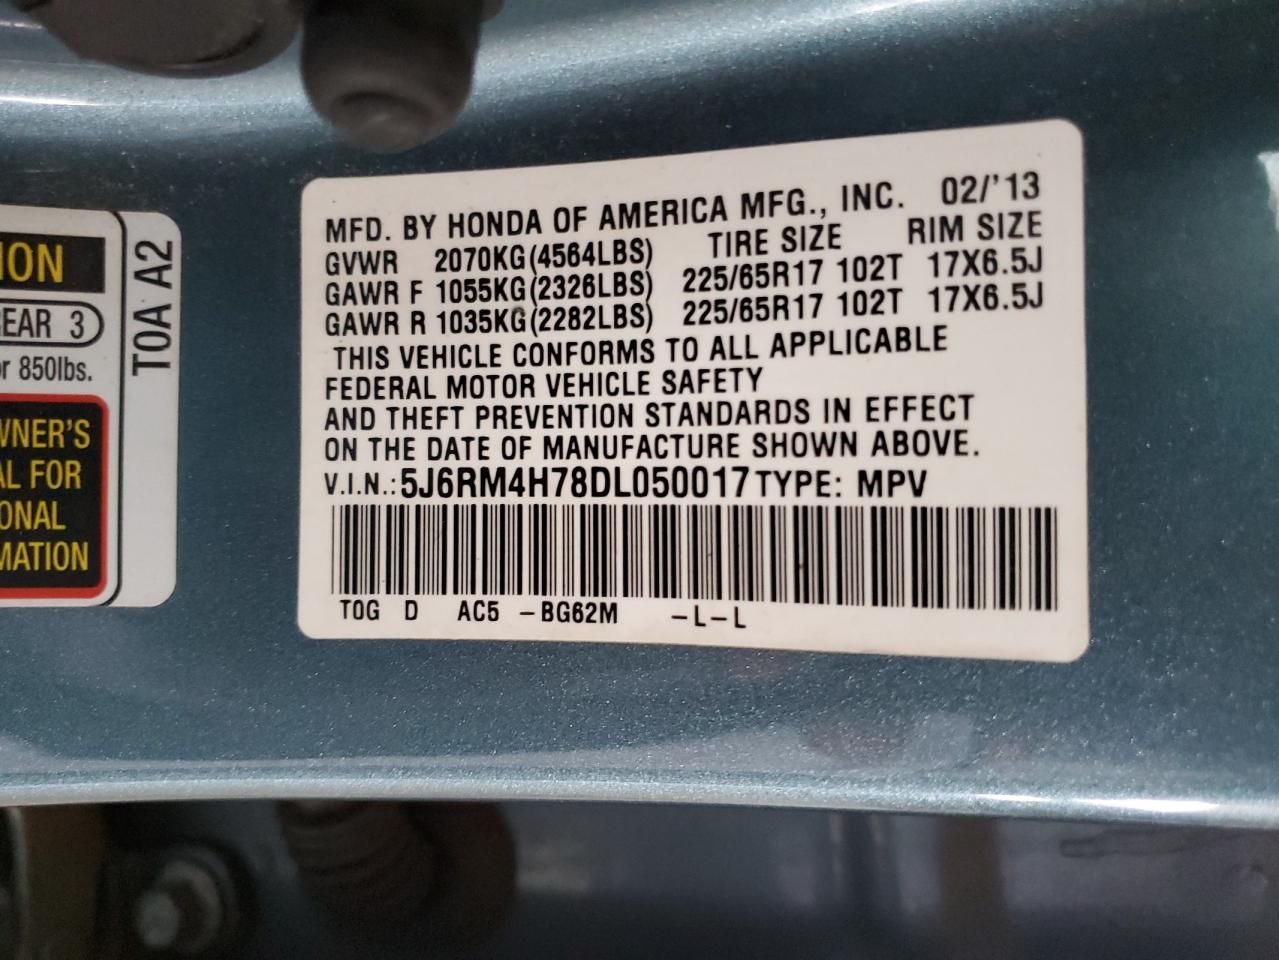 MFD. BY HONDA OF AMERICA MFG., INC. 02/'13
GVWR 2070KG(4564LBS) TIRE SIZE RIM SIZE
GAWR F 1055KG(2326LBS) 225/65R17 102T 17X6.5J
GAWR R 1035KG(2282LBS) 225/65R17 102T 17X6.5J
THIS VEHICLE CONFORMS TO ALL APPLICABLE
FEDERAL MOTOR VEHICLE SAFETY
AND THEFT PREVENTION STANDARDS IN EFFECT
ON THE DATE OF MANUFACTURE SHOWN ABOVE.
V.I.N.:5J6RM4H78DL050017 TYPE: MPV
T0G D AC5 -BG62M -L-L
ION
EAR 3
r 850lbs.
WNER'S
AL FOR
ONAL
MATION
T0A A2